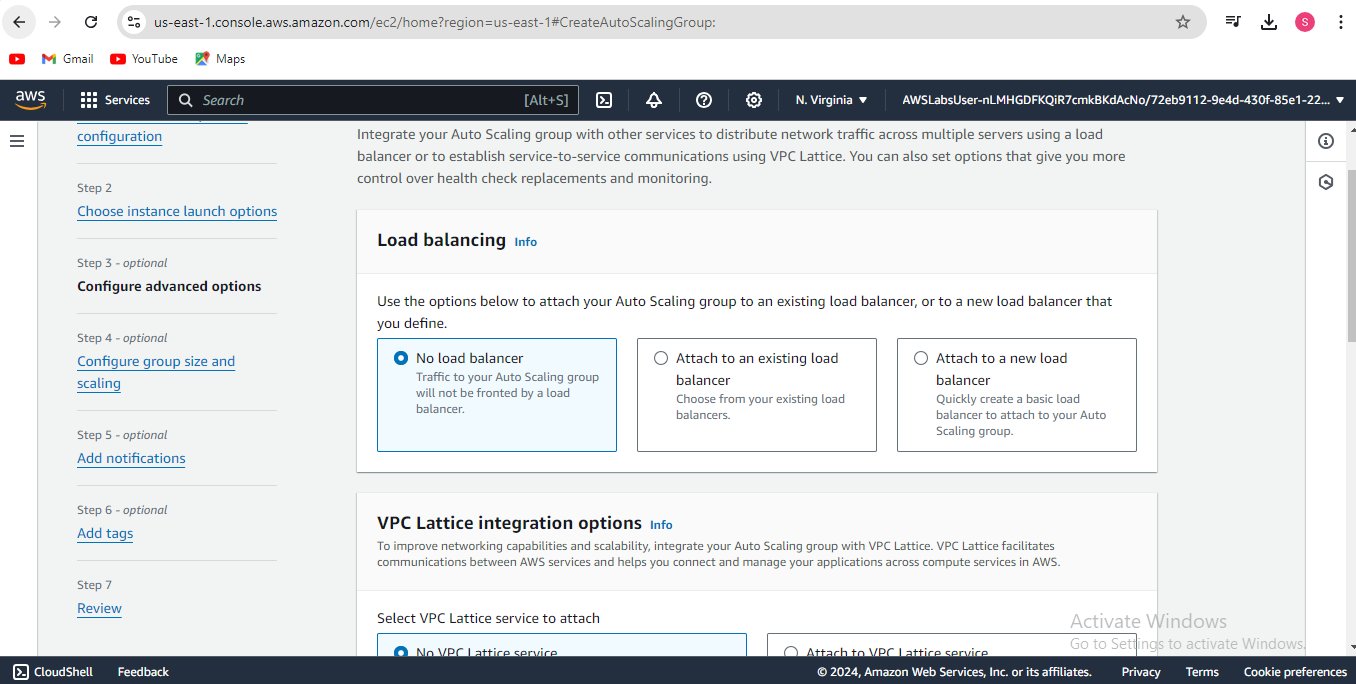 us-east-1.console.aws.amazon.com/ec2/home?region=us-east-1#CreateAutoScalingGroup:
S
Gmail
YouTube
Maps
aws
Services
Search
[Alt+S]
N. Virginia
AWSLabsUser-nLMHGDFKQiR7cmkBKdAcNo/72eb9112-9e4d-430f-85e1-22...
configuration
Step 2
Choose instance launch options
Step 3 - optional
Configure advanced options
Step 4 - optional
Configure group size and
scaling
Step 5 - optional
Add notifications
Step 6 - optional
Add tags
Step 7
Review
Integrate your Auto Scaling group with other services to distribute network traffic across multiple servers using a load
balancer or to establish service-to-service communications using VPC Lattice. You can also set options that give you more
control over health check replacements and monitoring.
Load balancing Info
Use the options below to attach your Auto Scaling group to an existing load balancer, or to a new load balancer that
you define.
No load balancer
Traffic to your Auto Scaling group
will not be fronted by a load
balancer.
Attach to an existing load
balancer
Choose from your existing load
balancers.
Attach to a new load
balancer
Quickly create a basic load
balancer to attach to your Auto
Scaling group.
VPC Lattice integration options Info
To improve networking capabilities and scalability, integrate your Auto Scaling group with VPC Lattice. VPC Lattice facilitates
communications between AWS services and helps you connect and manage your applications across compute services in AWS.
Select VPC Lattice service to attach
No VPC Lattice service
Attach to VPC Lattice service
Activate Windows
Go to Settings to activate Windows.
CloudShell
Feedback
© 2024, Amazon Web Services, Inc. or its affiliates.
Privacy
Terms
Cookie preferences